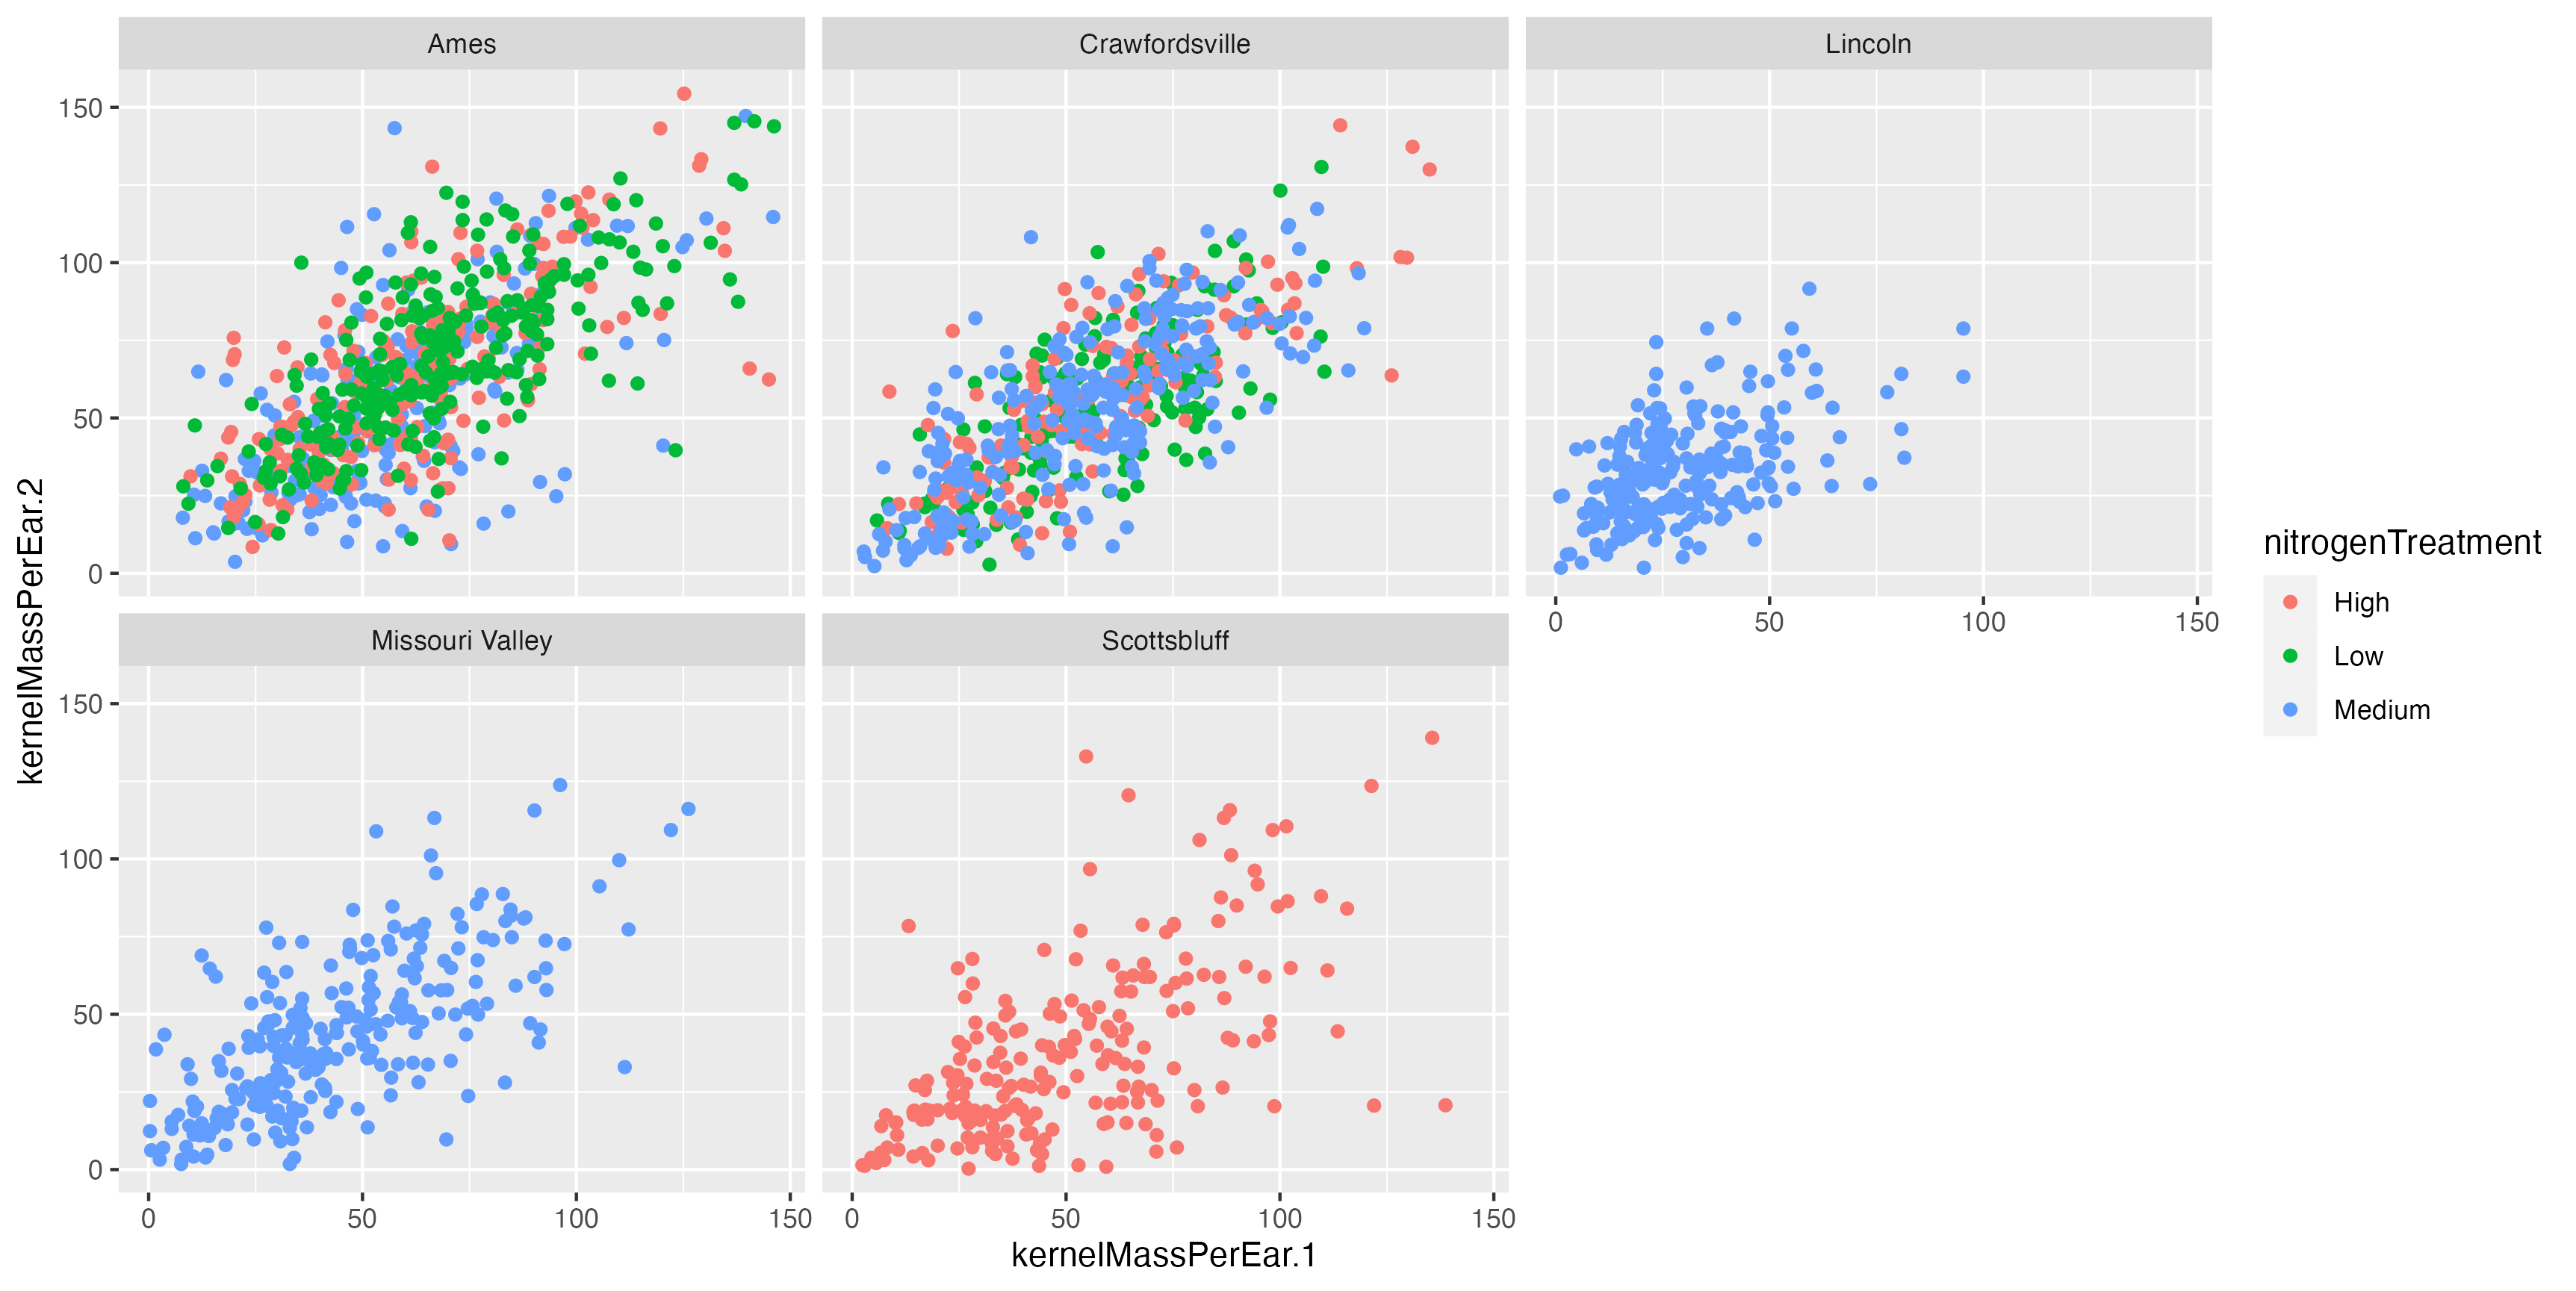 Ames
Crawfordsville
Lincoln
150
100
50
0
0
50
100
150
Missouri Valley
Scottsbluff
150
100
50
0
0
50
100
150
0
50
100
150
kernelMassPerEar.1
kernelMassPerEar.2
nitrogenTreatment
High
Low
Medium